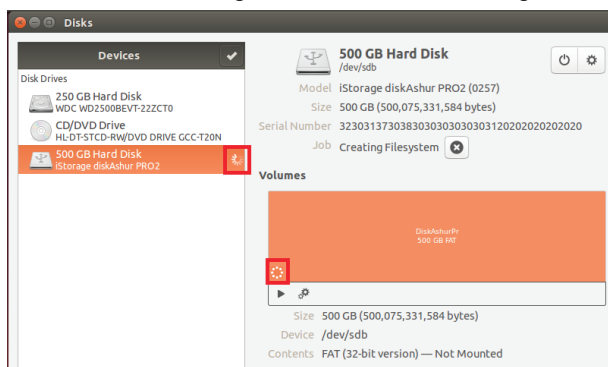 Disks
Devices
Disk Drives
250 GB Hard Disk
WDC WD2500BEVT-22ZCT0
CD/DVD Drive
HL-DT-STCD-RW/DVD DRIVE GCC-T20N
500 GB Hard Disk
iStorage diskAshur PRO2
500 GB Hard Disk
/dev/sdb
Model iStorage diskAshur PRO2 (0257)
Size 500 GB (500,075,331,584 bytes)
Serial Number 32303137303830303030303031202020202020
Job Creating Filesystem
Volumes
DiskAshurPr
500 GB FAT
Size 500 GB (500,075,331,584 bytes)
Device /dev/sdb
Contents FAT (32-bit version) — Not Mounted